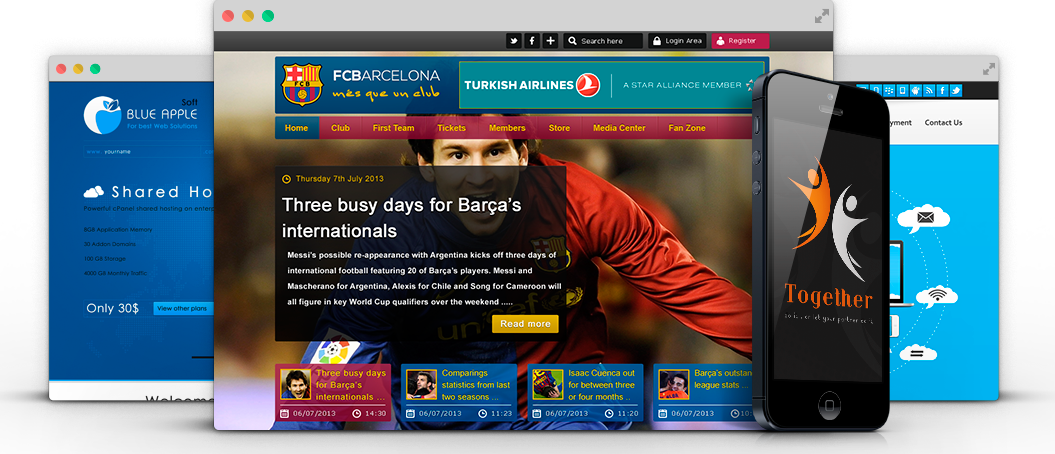 Soft
BLUE APPLE
For best Web Solutions
www. yourname
Shared Ho
Powerful cPanel shared hosting on enterp
8GB Application Memory
30 Addon Domains
100 GB Storage
4000 GB Monthly Traffic
Only 30$
View other plans
Welcome
Search here
Login Area
Register
FCB
FCBARCELONA
més que un club
TURKISH AIRLINES
A STAR ALLIANCE MEMBER
Home
Club
First Team
Tickets
Members
Store
Media Center
Fan Zone
Thursday 7th July 2013
Three busy days for Barça's
internationals
Messi's possible re-appearance with Argentina kicks off three days of
international football featuring 20 of Barça's players. Messi and
Mascherano for Argentina, Alexis for Chile and Song for Cameroon will
all figure in key World Cup qualifiers over the weekend .....
Read more
unicef
Three busy days
for Barça's
internationals ...
06/07/2013 14:30
Comparings
statistics from last
two seasons ...
06/07/2013 11:23
Isaac Cuenca out
for between three
or four months ..
06/07/2013 11:20
Barça's outstan
league stats ...
06/07/2013
Together
yment
Contact Us